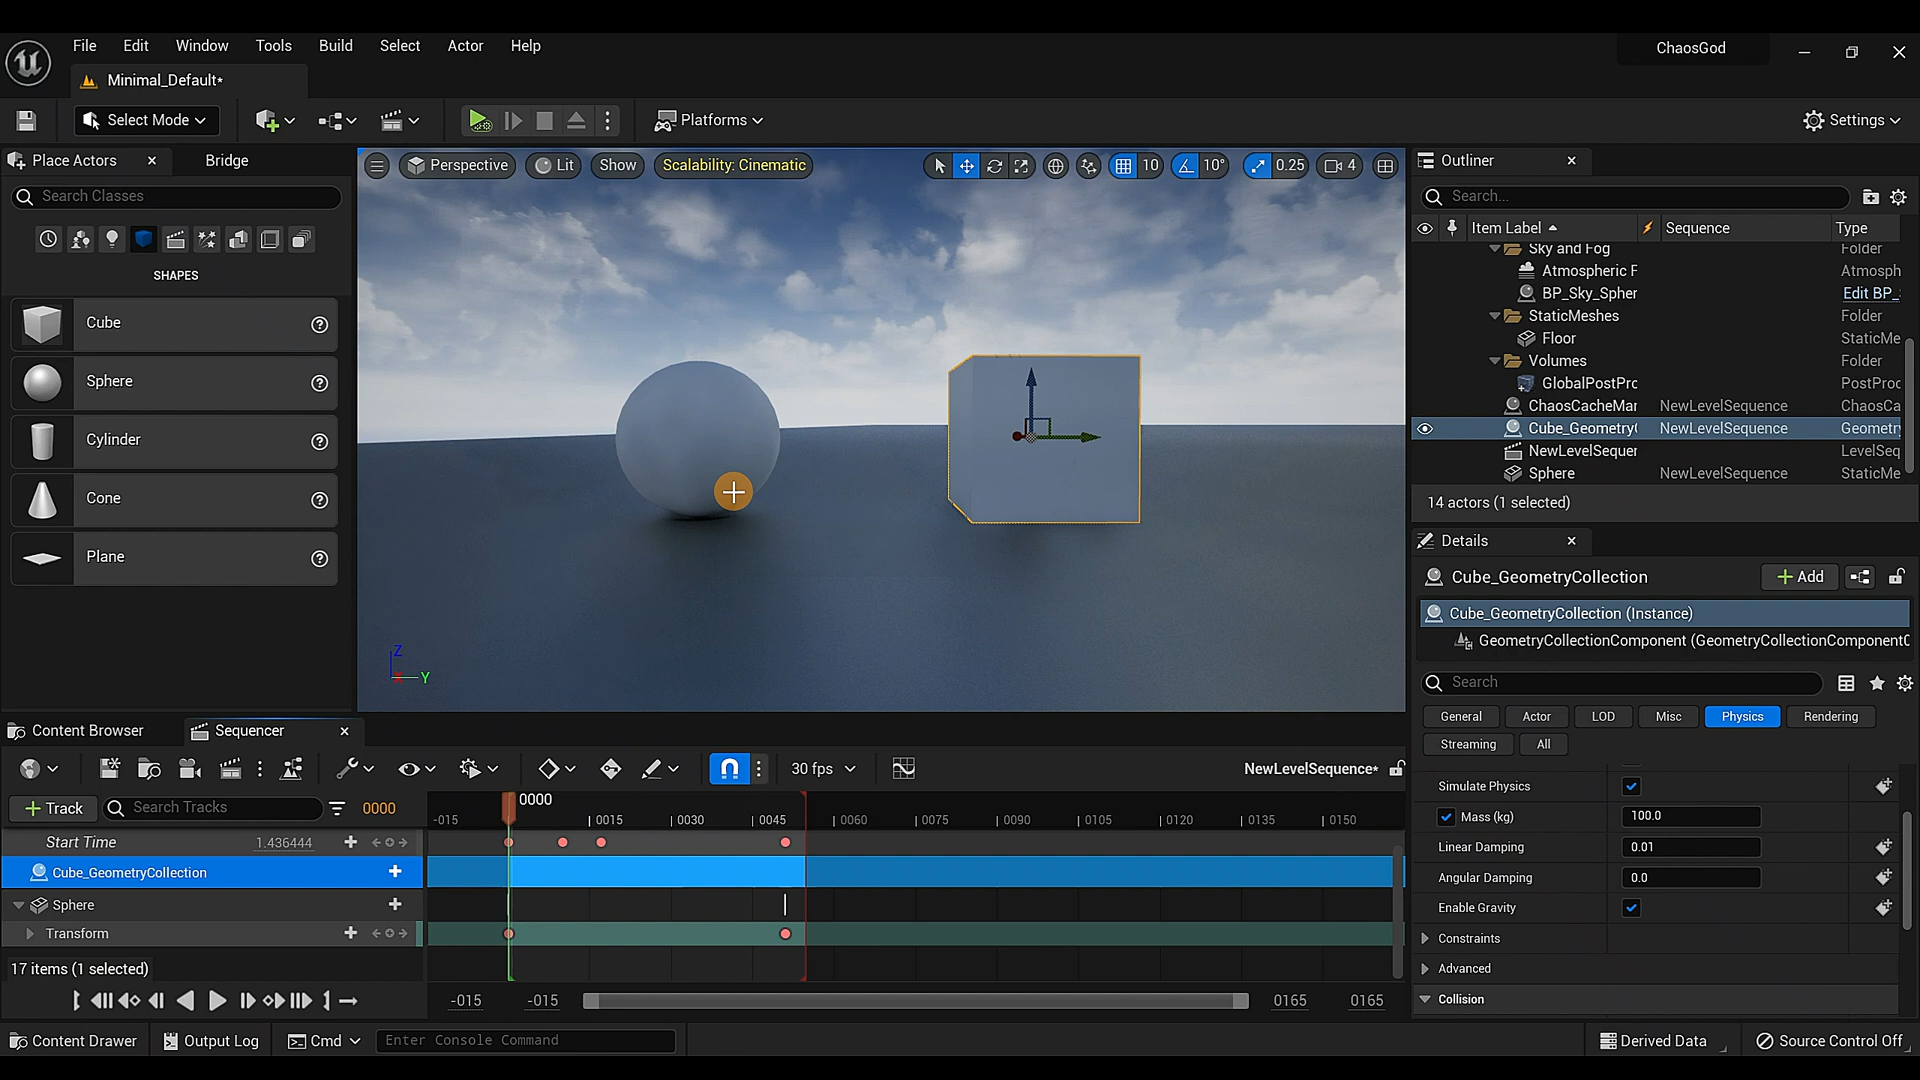 File Edit Window Tools Build Select Actor Help
ChaosGod
Minimal_Default*
Select Mode
Platforms
Settings
Place Actors
Bridge
Search Classes
SHAPES
Cube
Sphere
Cylinder
Cone
Plane
Perspective Lit Show Scalability: Cinematic 10 10° 0.25 4
Z
X Y
Outliner
Search...
Item Label Sequence Type
Sky and Fog Folder
Atmospheric F Atmosph
BP_Sky_Spher Edit BP_
StaticMeshes Folder
Floor StaticMe
Volumes Folder
GlobalPostPrc PostProc
ChaosCacheMar NewLevelSequence ChaosCa
Cube_Geometry( NewLevelSequence Geometry
NewLevelSequer LevelSeq
Sphere NewLevelSequence StaticMe
14 actors (1 selected)
Details
Cube_GeometryCollection
+ Add
Cube_GeometryCollection (Instance)
GeometryCollectionComponent (GeometryCollectionComponentC
Search
General Actor LOD Misc Physics Rendering
Streaming All
Simulate Physics
Mass (kg) 100.0
Linear Damping 0.01
Angular Damping 0.0
Enable Gravity
Constraints
Advanced
Collision
Content Browser Sequencer
30 fps
NewLevelSequence*
+ Track Search Tracks 0000
0000
-015 0015 0030 0045 0060 0075 0090 0105 0120 0135 0150
Start Time 1.436444
Cube_GeometryCollection
Sphere
Transform
17 items (1 selected)
-015 -015 0165 0165
Content Drawer Output Log Cmd Enter Console Command
Derived Data Source Control Off